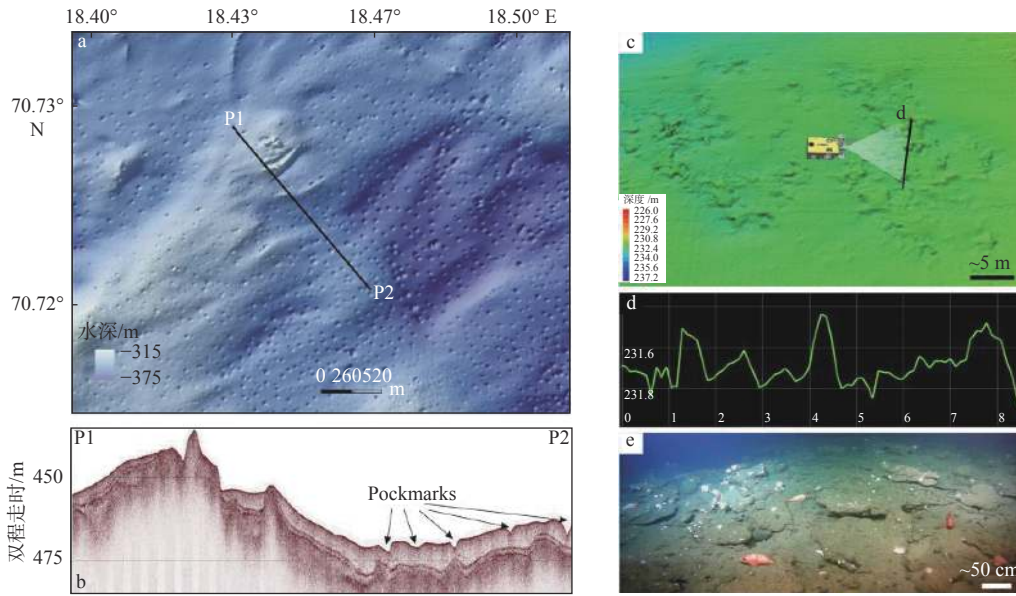 18.40° 18.43° 18.47° 18.50° E
a
70.73°
N
P1
P2
70.72°
水深/m
−315
−375
0 260520
m
P1
P2
450
475
双程走时/m
Pockmarks
b
c
d
深度 /m
226.0
227.6
229.2
230.8
232.4
234.0
235.6
237.2
~5 m
d
231.6
231.8
0 1 2 3 4 5 6 7 8
e
~50 cm